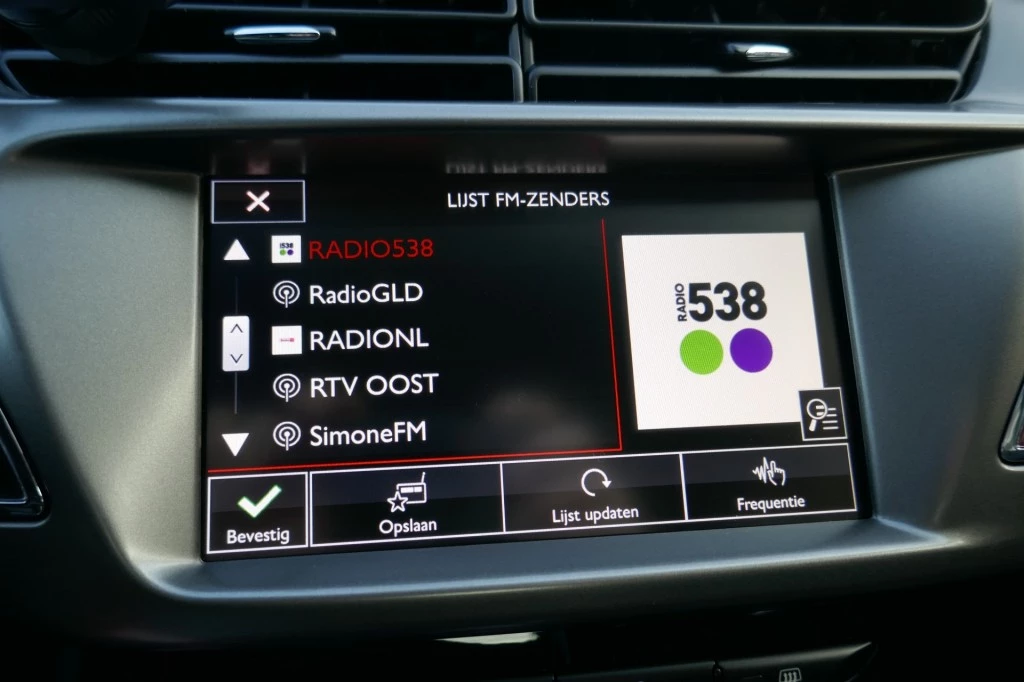 LIJST FM-ZENDERS
RADIO538
RadioGLD
RADIONL
RTV OOST
SimoneFM
RADIO 538
Bevestig
Opslaan
Lijst updaten
Frequentie